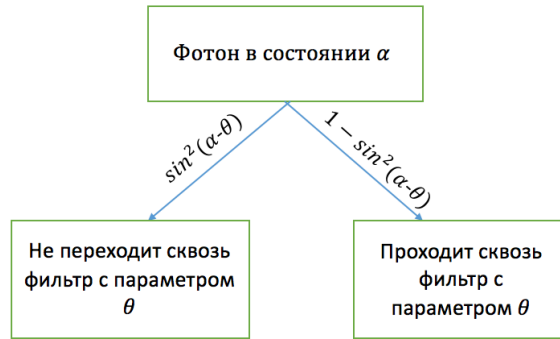 Фотон в состоянии α
sin²(α-θ)
1 − sin²(α-θ)
Не переходит сквозь
фильтр с параметром
θ
Проходит сквозь
фильтр с
параметром θ